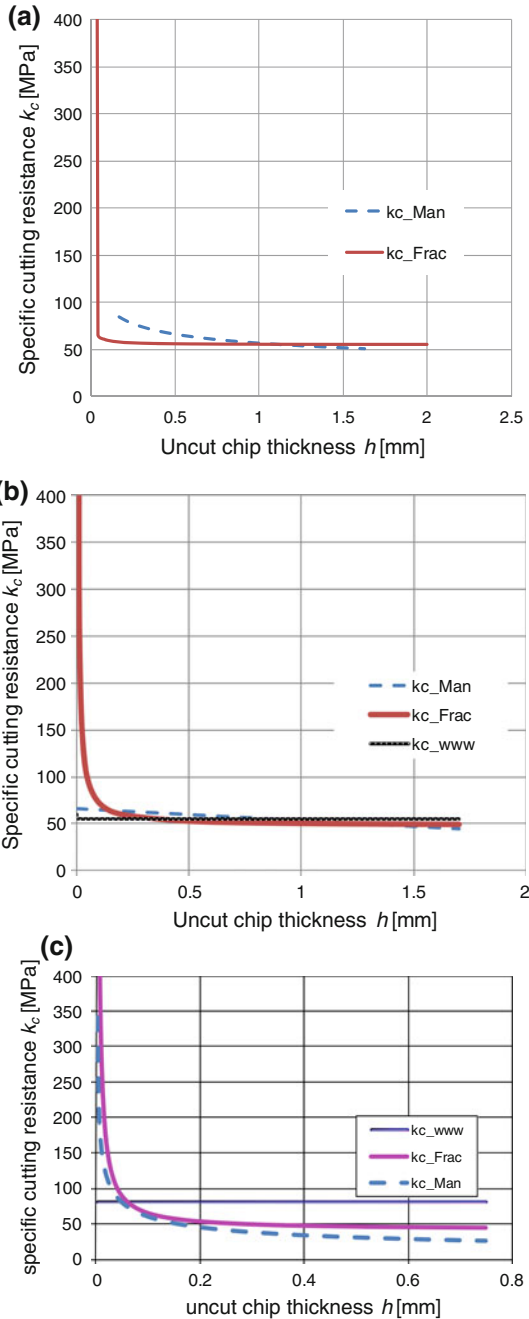 (a)
400
350
300
250
200
150
100
50
0
Specific cutting resistance kc [MPa]
kc_Man
kc_Frac
0 0.5 1 1.5 2 2.5
Uncut chip thickness h [mm]
(b)
400
350
300
250
200
150
100
50
0
Specific cutting resistance kc [MPa]
kc_Man
kc_Frac
kc_www
0 0.5 1 1.5 2
Uncut chip thickness h [mm]
(c)
400
350
300
250
200
150
100
50
0
specific cutting resistance kc [MPa]
kc_www
kc_Frac
kc_Man
0 0.2 0.4 0.6 0.8
uncut chip thickness h [mm]